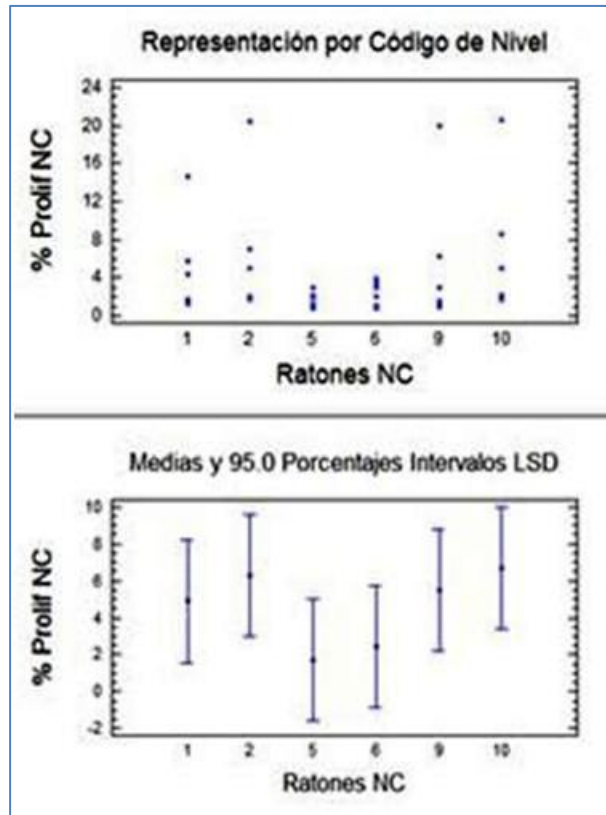 Representación por Código de Nivel
% Prolif NC
24
20
16
12
8
4
0
1 2 5 6 9 10
Ratones NC
Medias y 95.0 Porcentajes Intervalos LSD
% Prolif NC
10
8
6
4
2
0
-2
1 2 5 6 9 10
Ratones NC